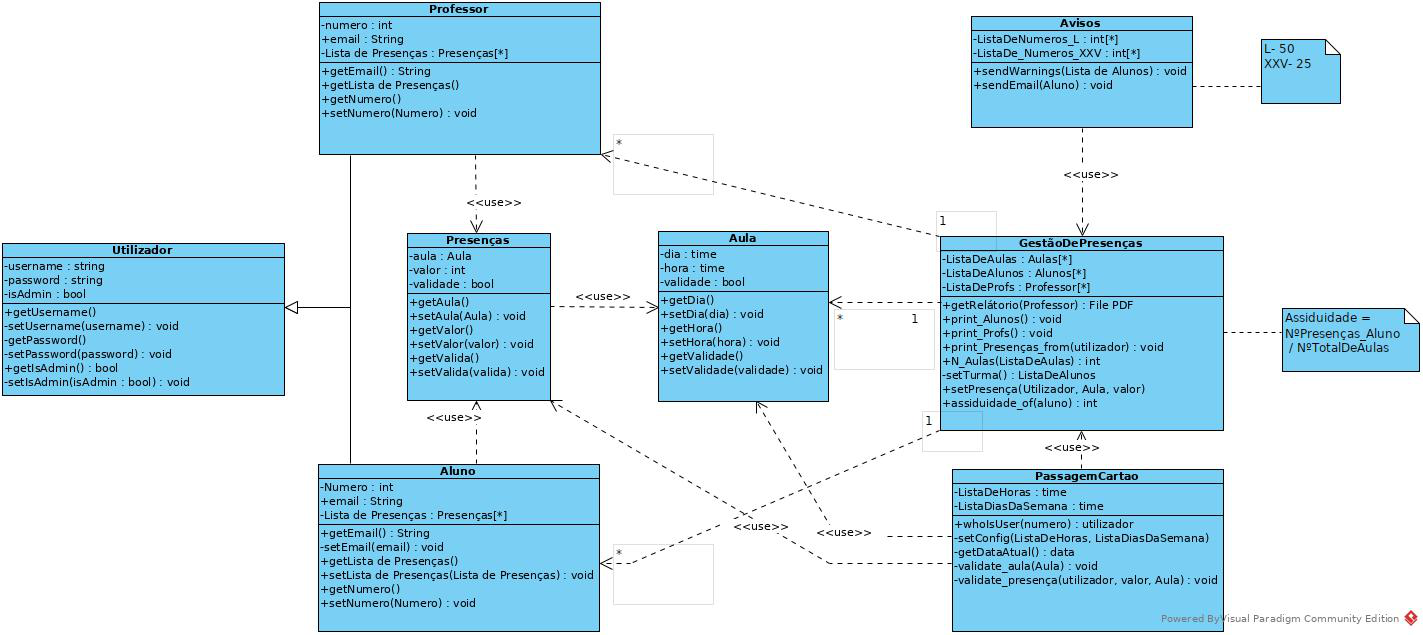 Professor
-numero : int
+email : String
-Lista de Presenças : Presenças[*]
+getEmail() : String
+getLista de Presenças()
+getNumero()
+setNumero(Numero) : void
Avisos
-ListaDeNumeros_L : int[*]
-ListaDe_Numeros_XXV : int[*]
+sendWarnings(Lista de Alunos) : void
+sendEmail(Aluno) : void
L- 50
XXV- 25
*
<<use>>
<<use>>
1
Utilizador
-username : string
-password : string
-isAdmin : bool
+getUsername()
-setUsername(username) : void
-getPassword()
-setPassword(password) : void
+getIsAdmin() : bool
-setIsAdmin(isAdmin : bool) : void
Presenças
-aula : Aula
-valor : int
-validade : bool
+getAula()
+setAula(Aula) : void
+getValor()
+setValor(valor) : void
+getValida()
+setValida(valida) : void
<<use>>
Aula
-dia : time
-hora : time
-validade : bool
+getDia()
+setDia(dia) : void
+getHora()
+setHora(hora) : void
+getValidade()
+setValidade(validade) : void
* 1
GestãoDePresenças
-ListaDeAulas : Aulas[*]
-ListaDeAlunos : Alunos[*]
-ListaDeProfs : Professor[*]
+getRelátório(Professor) : File PDF
+print_Alunos() : void
+print_Profs() : void
+print_Presenças_from(utilizador) : void
+N_Aulas(ListaDeAulas) : int
-setTurma() : ListaDeAlunos
+setPresença(Utilizador, Aula, valor)
+assiduidade_of(aluno) : int
Assiduidade =
NºPresenças_Aluno
/ NºTotalDeAulas
<<use>>
1
<<use>>
Aluno
-Numero : int
+email : String
-Lista de Presenças : Presenças[*]
+getEmail() : String
-setEmail(email) : void
+getLista de Presenças()
+setLista de Presenças(Lista de Presenças) : void
+getNumero()
+setNumero(Numero) : void
*
<<use>>
<<use>>
PassagemCartao
-ListaDeHoras : time
-ListaDiasDaSemana : time
+whoIsUser(numero) : utilizador
-setConfig(ListaDeHoras, ListaDiasDaSemana)
-getDataAtual() : data
-validate_aula(Aula) : void
-validate_presença(utilizador, valor, Aula) : void
Powered By Visual Paradigm Community Edition